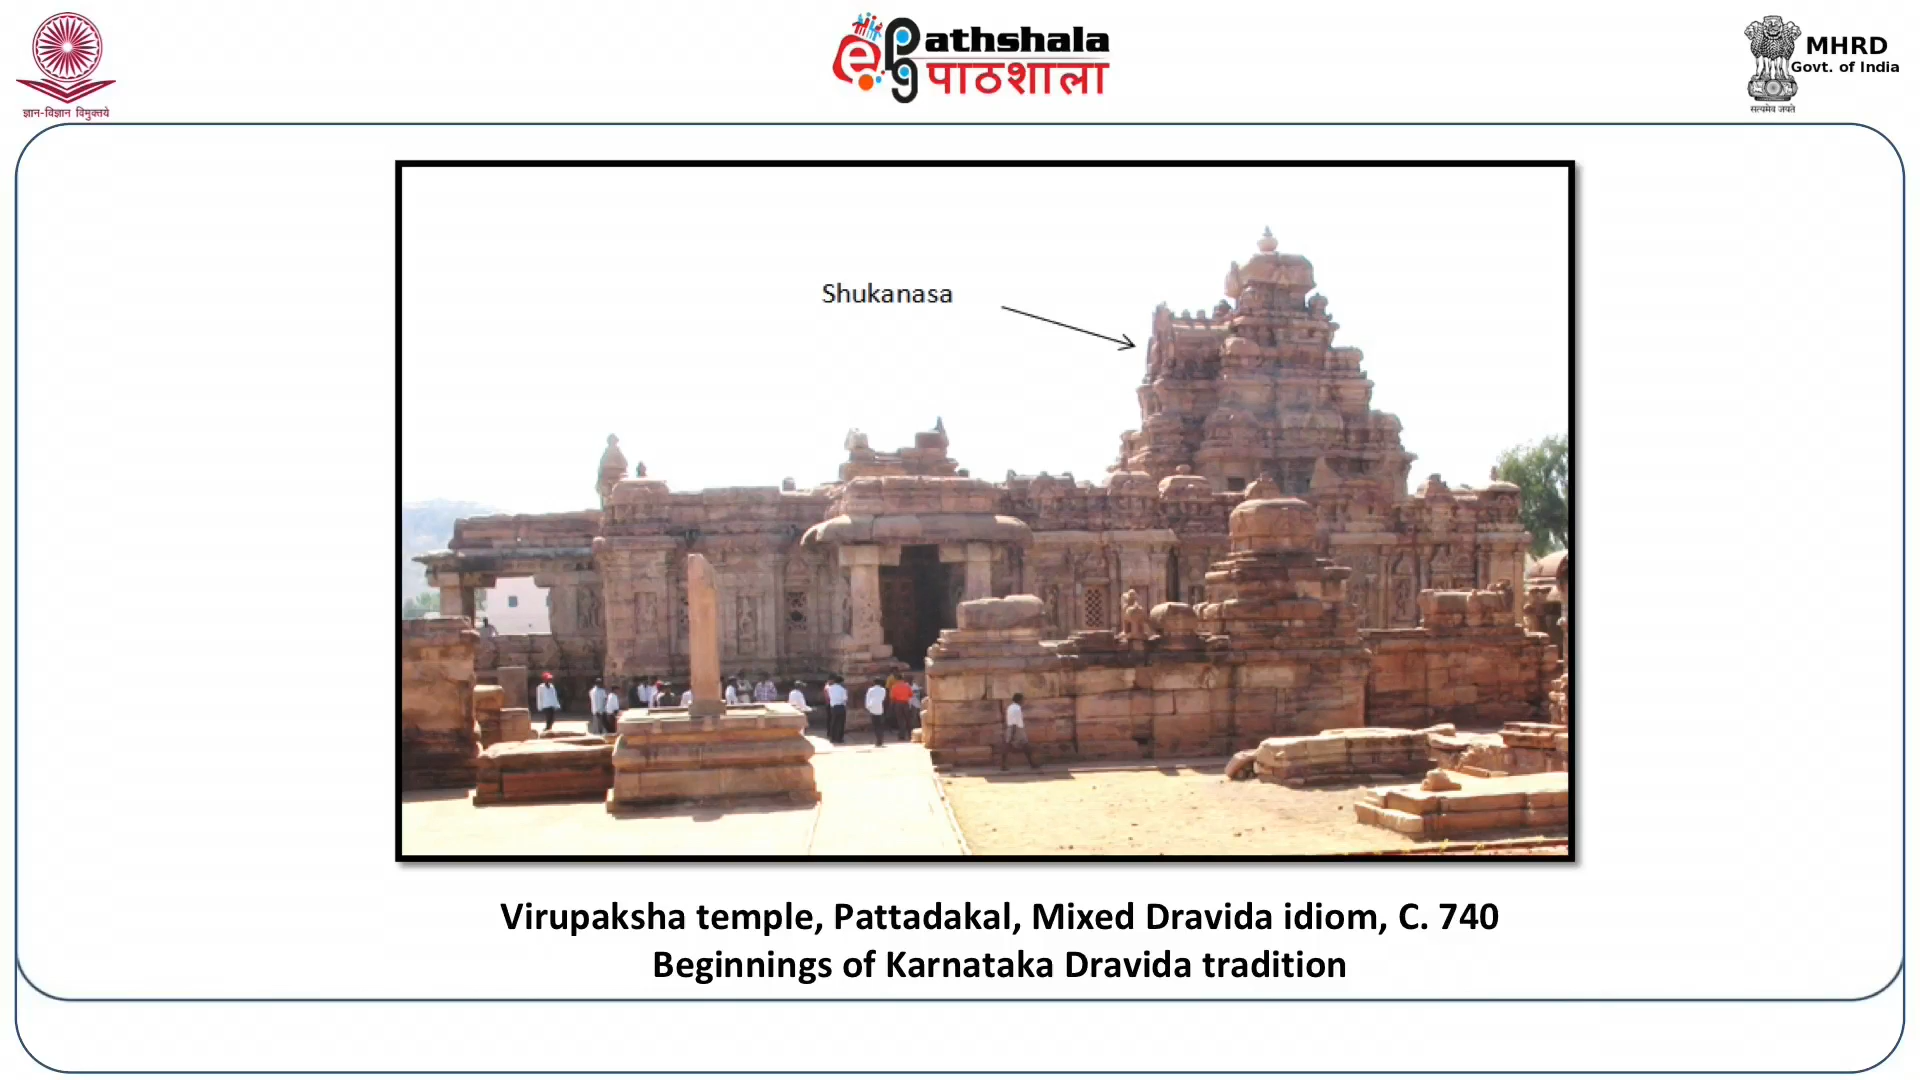 ज्ञान-विज्ञान विमुक्तये
ePathshala
पाठशाला
MHRD
Govt. of India
सत्यमेव जयते
Shukanasa
Virupaksha temple, Pattadakal, Mixed Dravida idiom, C. 740
Beginnings of Karnataka Dravida tradition